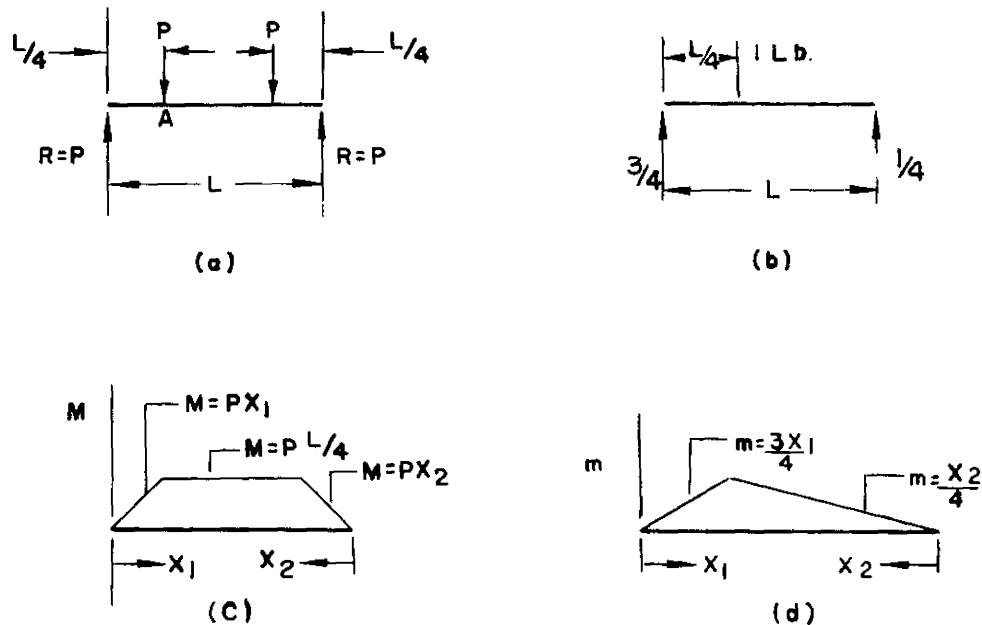 L/4 P P L/4
A
R=P R=P
L
(a)
L/4 1 Lb.
3/4 1/4
L
(b)
M M=PX1
M=P L/4
M=PX2
X1 X2
(c)
m m=3X1/4
m=X2/4
X1 X2
(d)